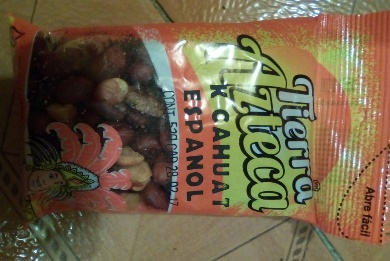 Tierra
Azteca
K CAHUAT
ESPAÑOL
Abre fácil